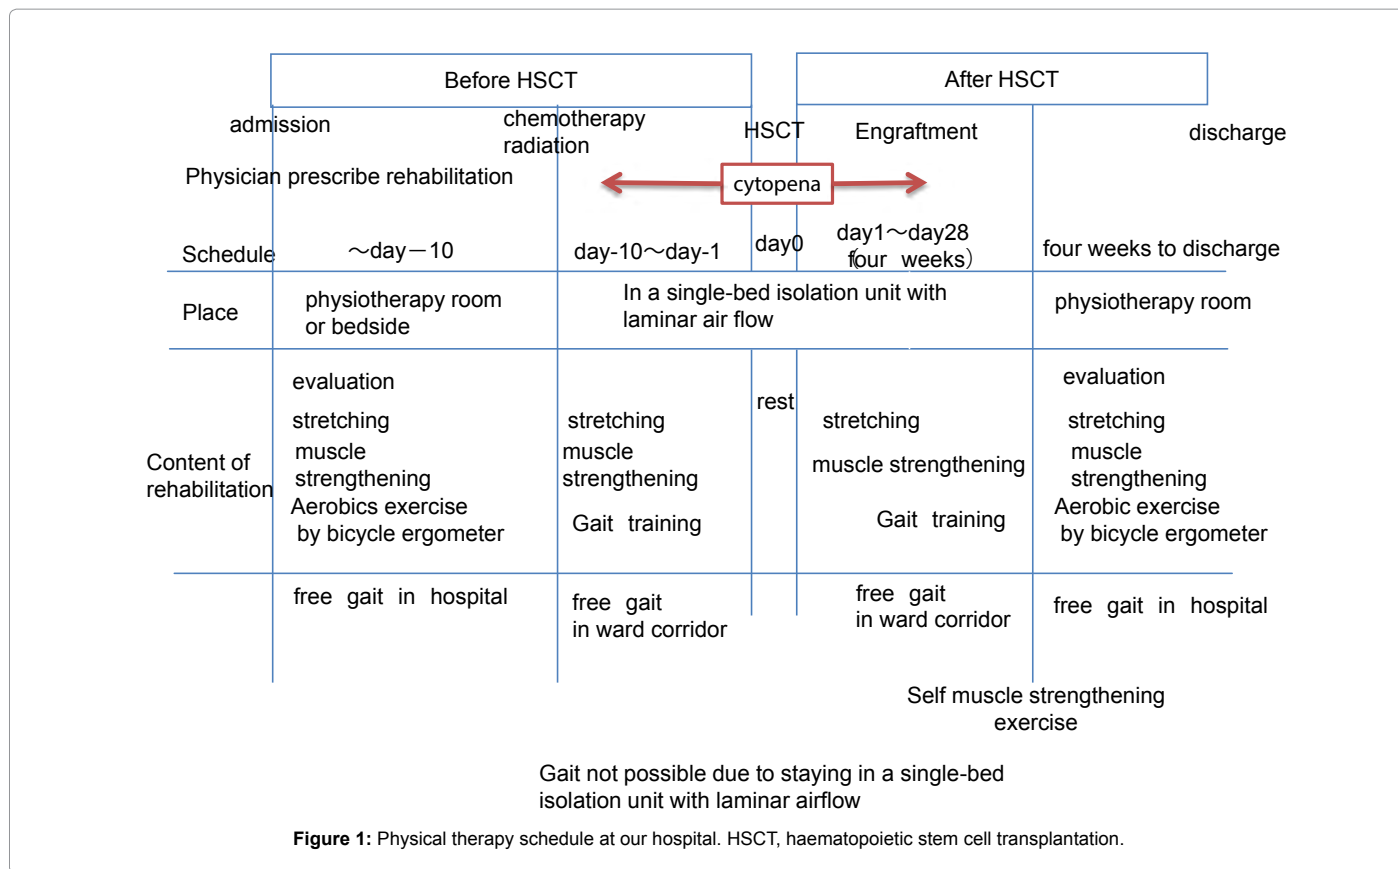 Before HSCT
After HSCT
admission
chemotherapy
radiation
HSCT
Engraftment
discharge
Physician prescribe rehabilitation
cytopena
Schedule
～day－10
day-10～day-1
day0
day1～day28
(four weeks)
four weeks to discharge
Place
physiotherapy room
or bedside
In a single-bed isolation unit with
laminar air flow
physiotherapy room
Content of
rehabilitation
evaluation
stretching
muscle
strengthening
Aerobics exercise
by bicycle ergometer
stretching
muscle
strengthening
Gait training
rest
stretching
muscle strengthening
Gait training
evaluation
stretching
muscle
strengthening
Aerobic exercise
by bicycle ergometer
free gait in hospital
free gait
in ward corridor
free gait
in ward corridor
free gait in hospital
Self muscle strengthening
exercise
Gait not possible due to staying in a single-bed
isolation unit with laminar airflow
Figure 1: Physical therapy schedule at our hospital. HSCT, haematopoietic stem cell transplantation.